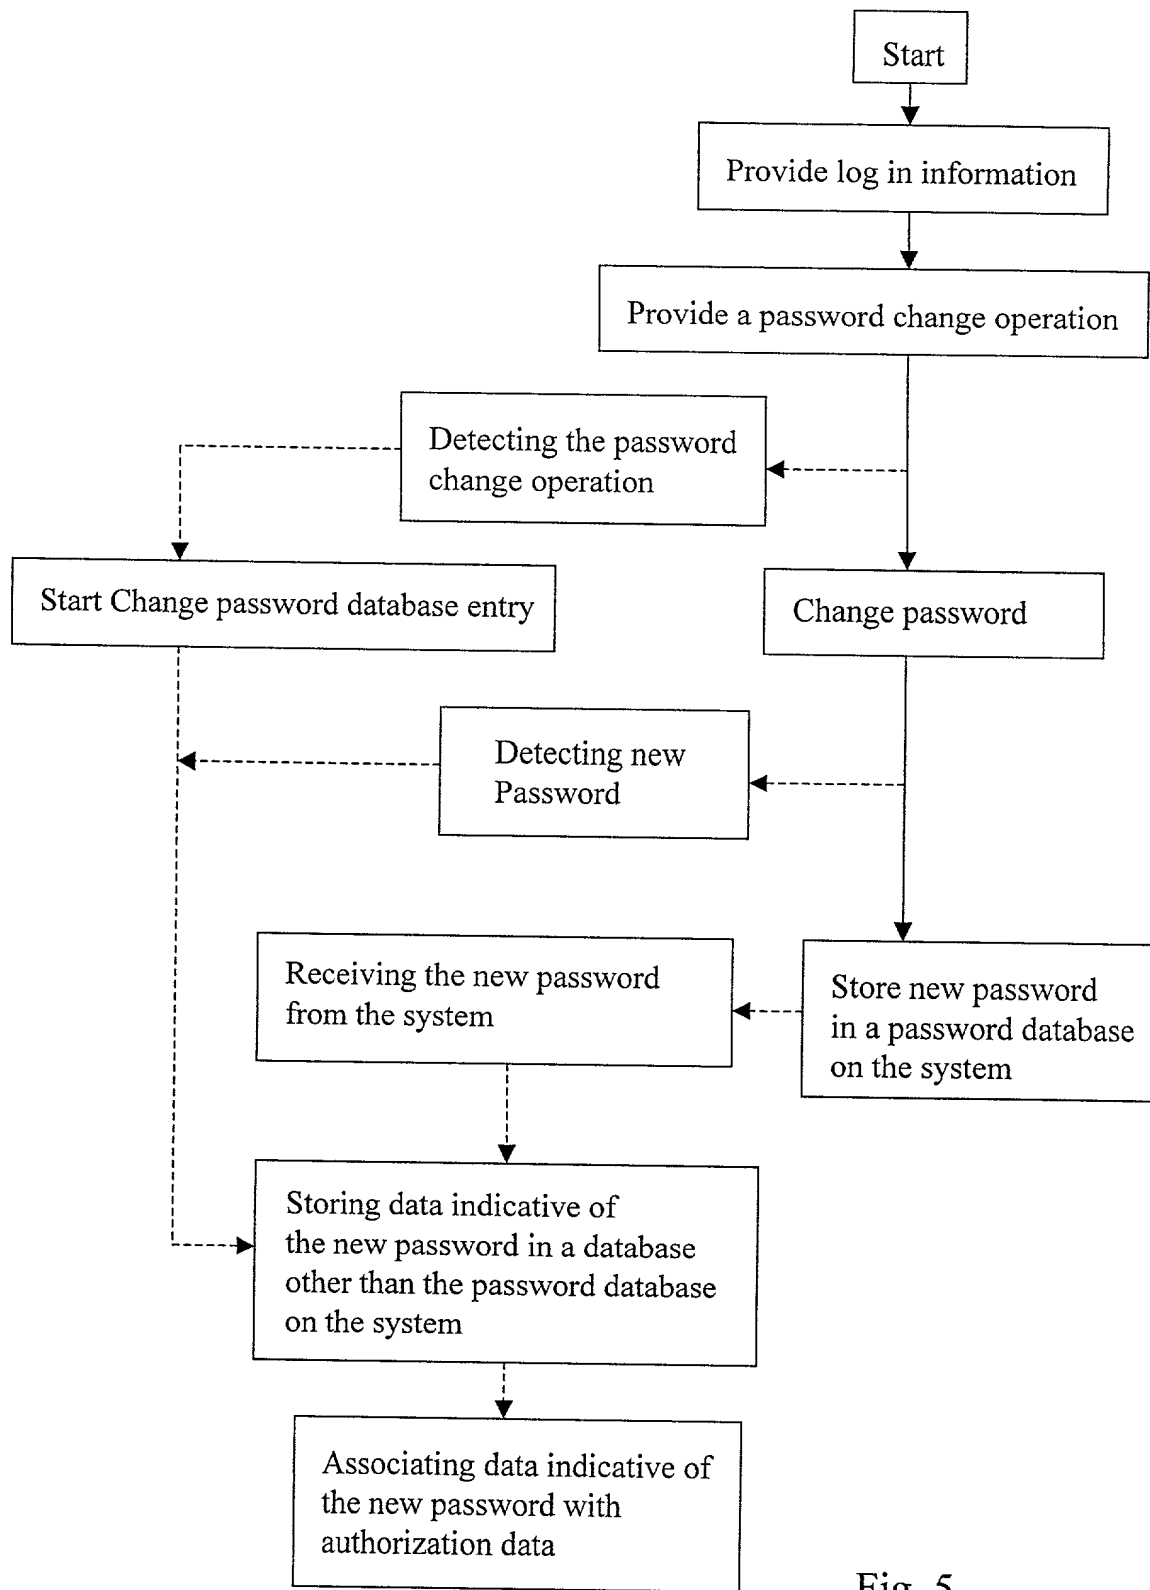 Start
Provide log in information
Provide a password change operation
Detecting the password
change operation
Start Change password database entry
Change password
Detecting new
Password
Receiving the new password
from the system
Store new password
in a password database
on the system
Storing data indicative of
the new password in a database
other than the password database
on the system
Associating data indicative of
the new password with
authorization data
Fig. 5